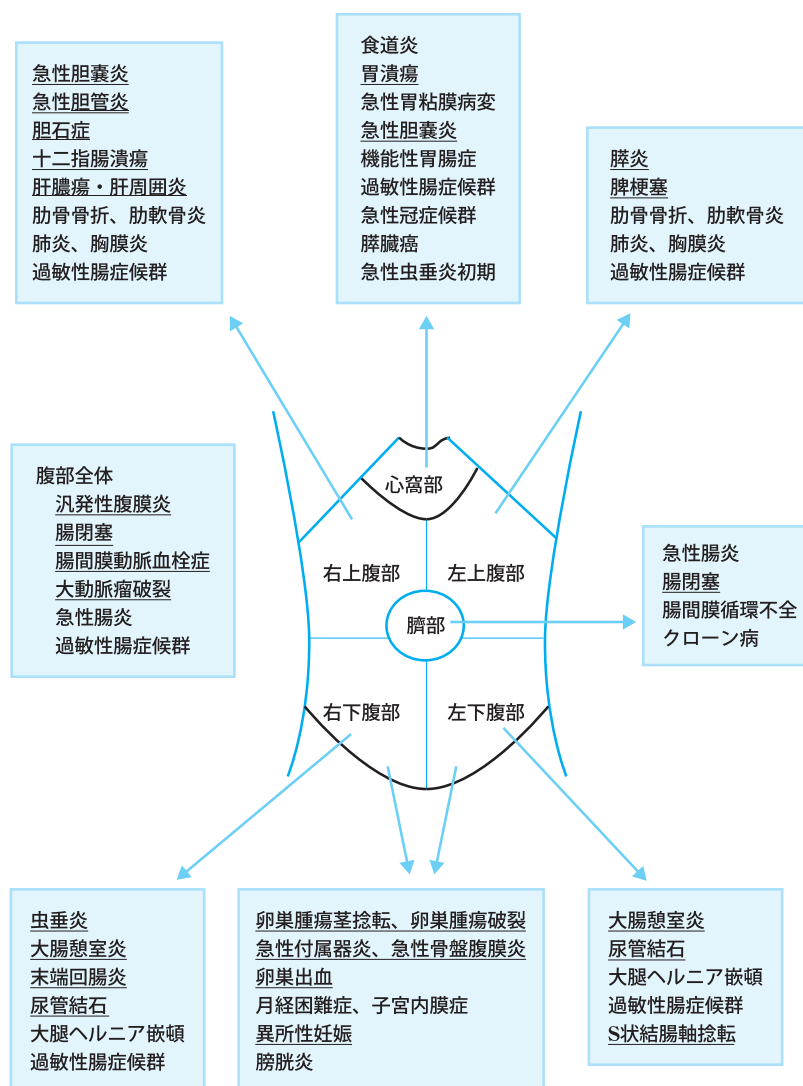 急性胆嚢炎
急性胆管炎
胆石症
十二指腸潰瘍
肝膿瘍・肝周囲炎
肋骨骨折、肋軟骨炎
肺炎、胸膜炎
過敏性腸症候群
食道炎
胃潰瘍
急性胃粘膜病変
急性胆嚢炎
機能性胃腸症
過敏性腸症候群
急性冠症候群
膵臓癌
急性虫垂炎初期
膵炎
脾梗塞
肋骨骨折、肋軟骨炎
肺炎、胸膜炎
過敏性腸症候群
腹部全体
汎発性腹膜炎
腸閉塞
腸間膜動脈血栓症
大動脈瘤破裂
急性腸炎
過敏性腸症候群
心窩部
右上腹部
左上腹部
臍部
右下腹部
左下腹部
急性腸炎
腸閉塞
腸間膜循環不全
クローン病
虫垂炎
大腸憩室炎
末端回腸炎
尿管結石
大腿ヘルニア嵌頓
過敏性腸症候群
卵巣腫瘍茎捻転、卵巣腫瘍破裂
急性付属器炎、急性骨盤腹膜炎
卵巣出血
月経困難症、子宮内膜症
異所性妊娠
膀胱炎
大腸憩室炎
尿管結石
大腿ヘルニア嵌頓
過敏性腸症候群
S状結腸軸捻転